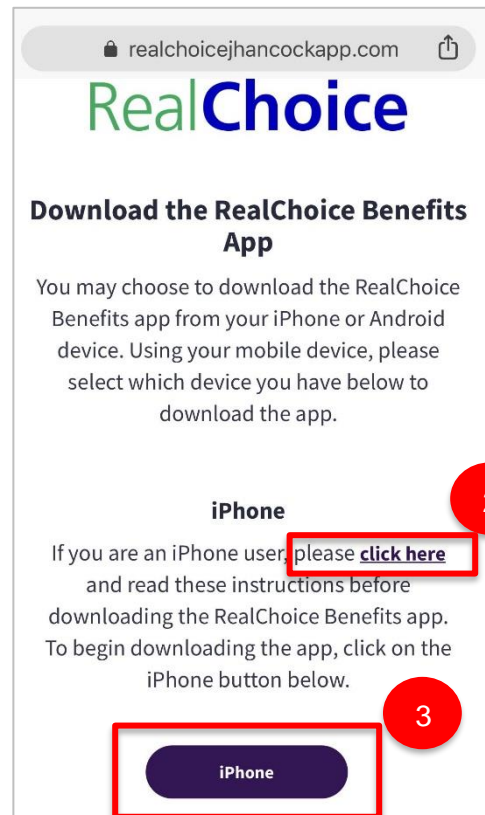 realchoicejhancockapp.com
RealChoice
Download the RealChoice Benefits
App
You may choose to download the RealChoice
Benefits app from your iPhone or Android
device. Using your mobile device, please
select which device you have below to
download the app.
iPhone
If you are an iPhone user, please click here
and read these instructions before
downloading the RealChoice Benefits app.
To begin downloading the app, click on the
iPhone button below.
3
iPhone